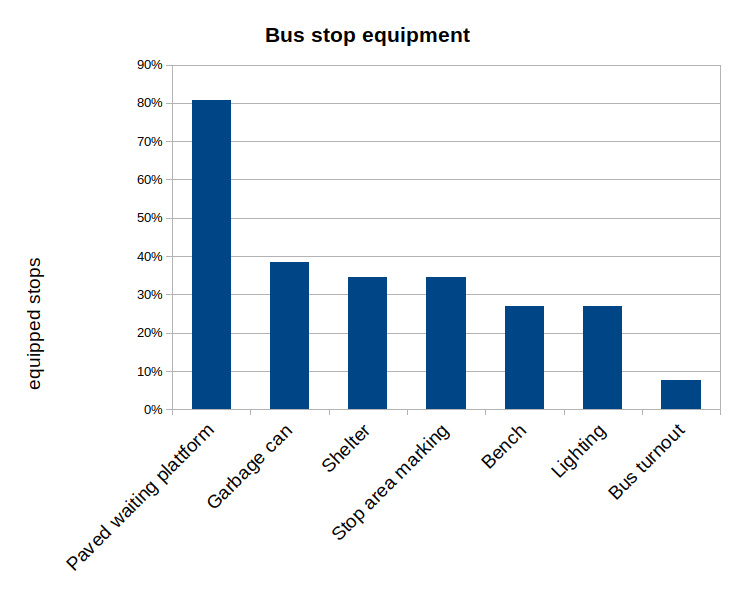 Bus stop equipment
90%
80%
70%
60%
50%
40%
30%
20%
10%
0%
equipped stops
Paved waiting plattform
Garbage can
Shelter
Stop area marking
Bench
Lighting
Bus turnout